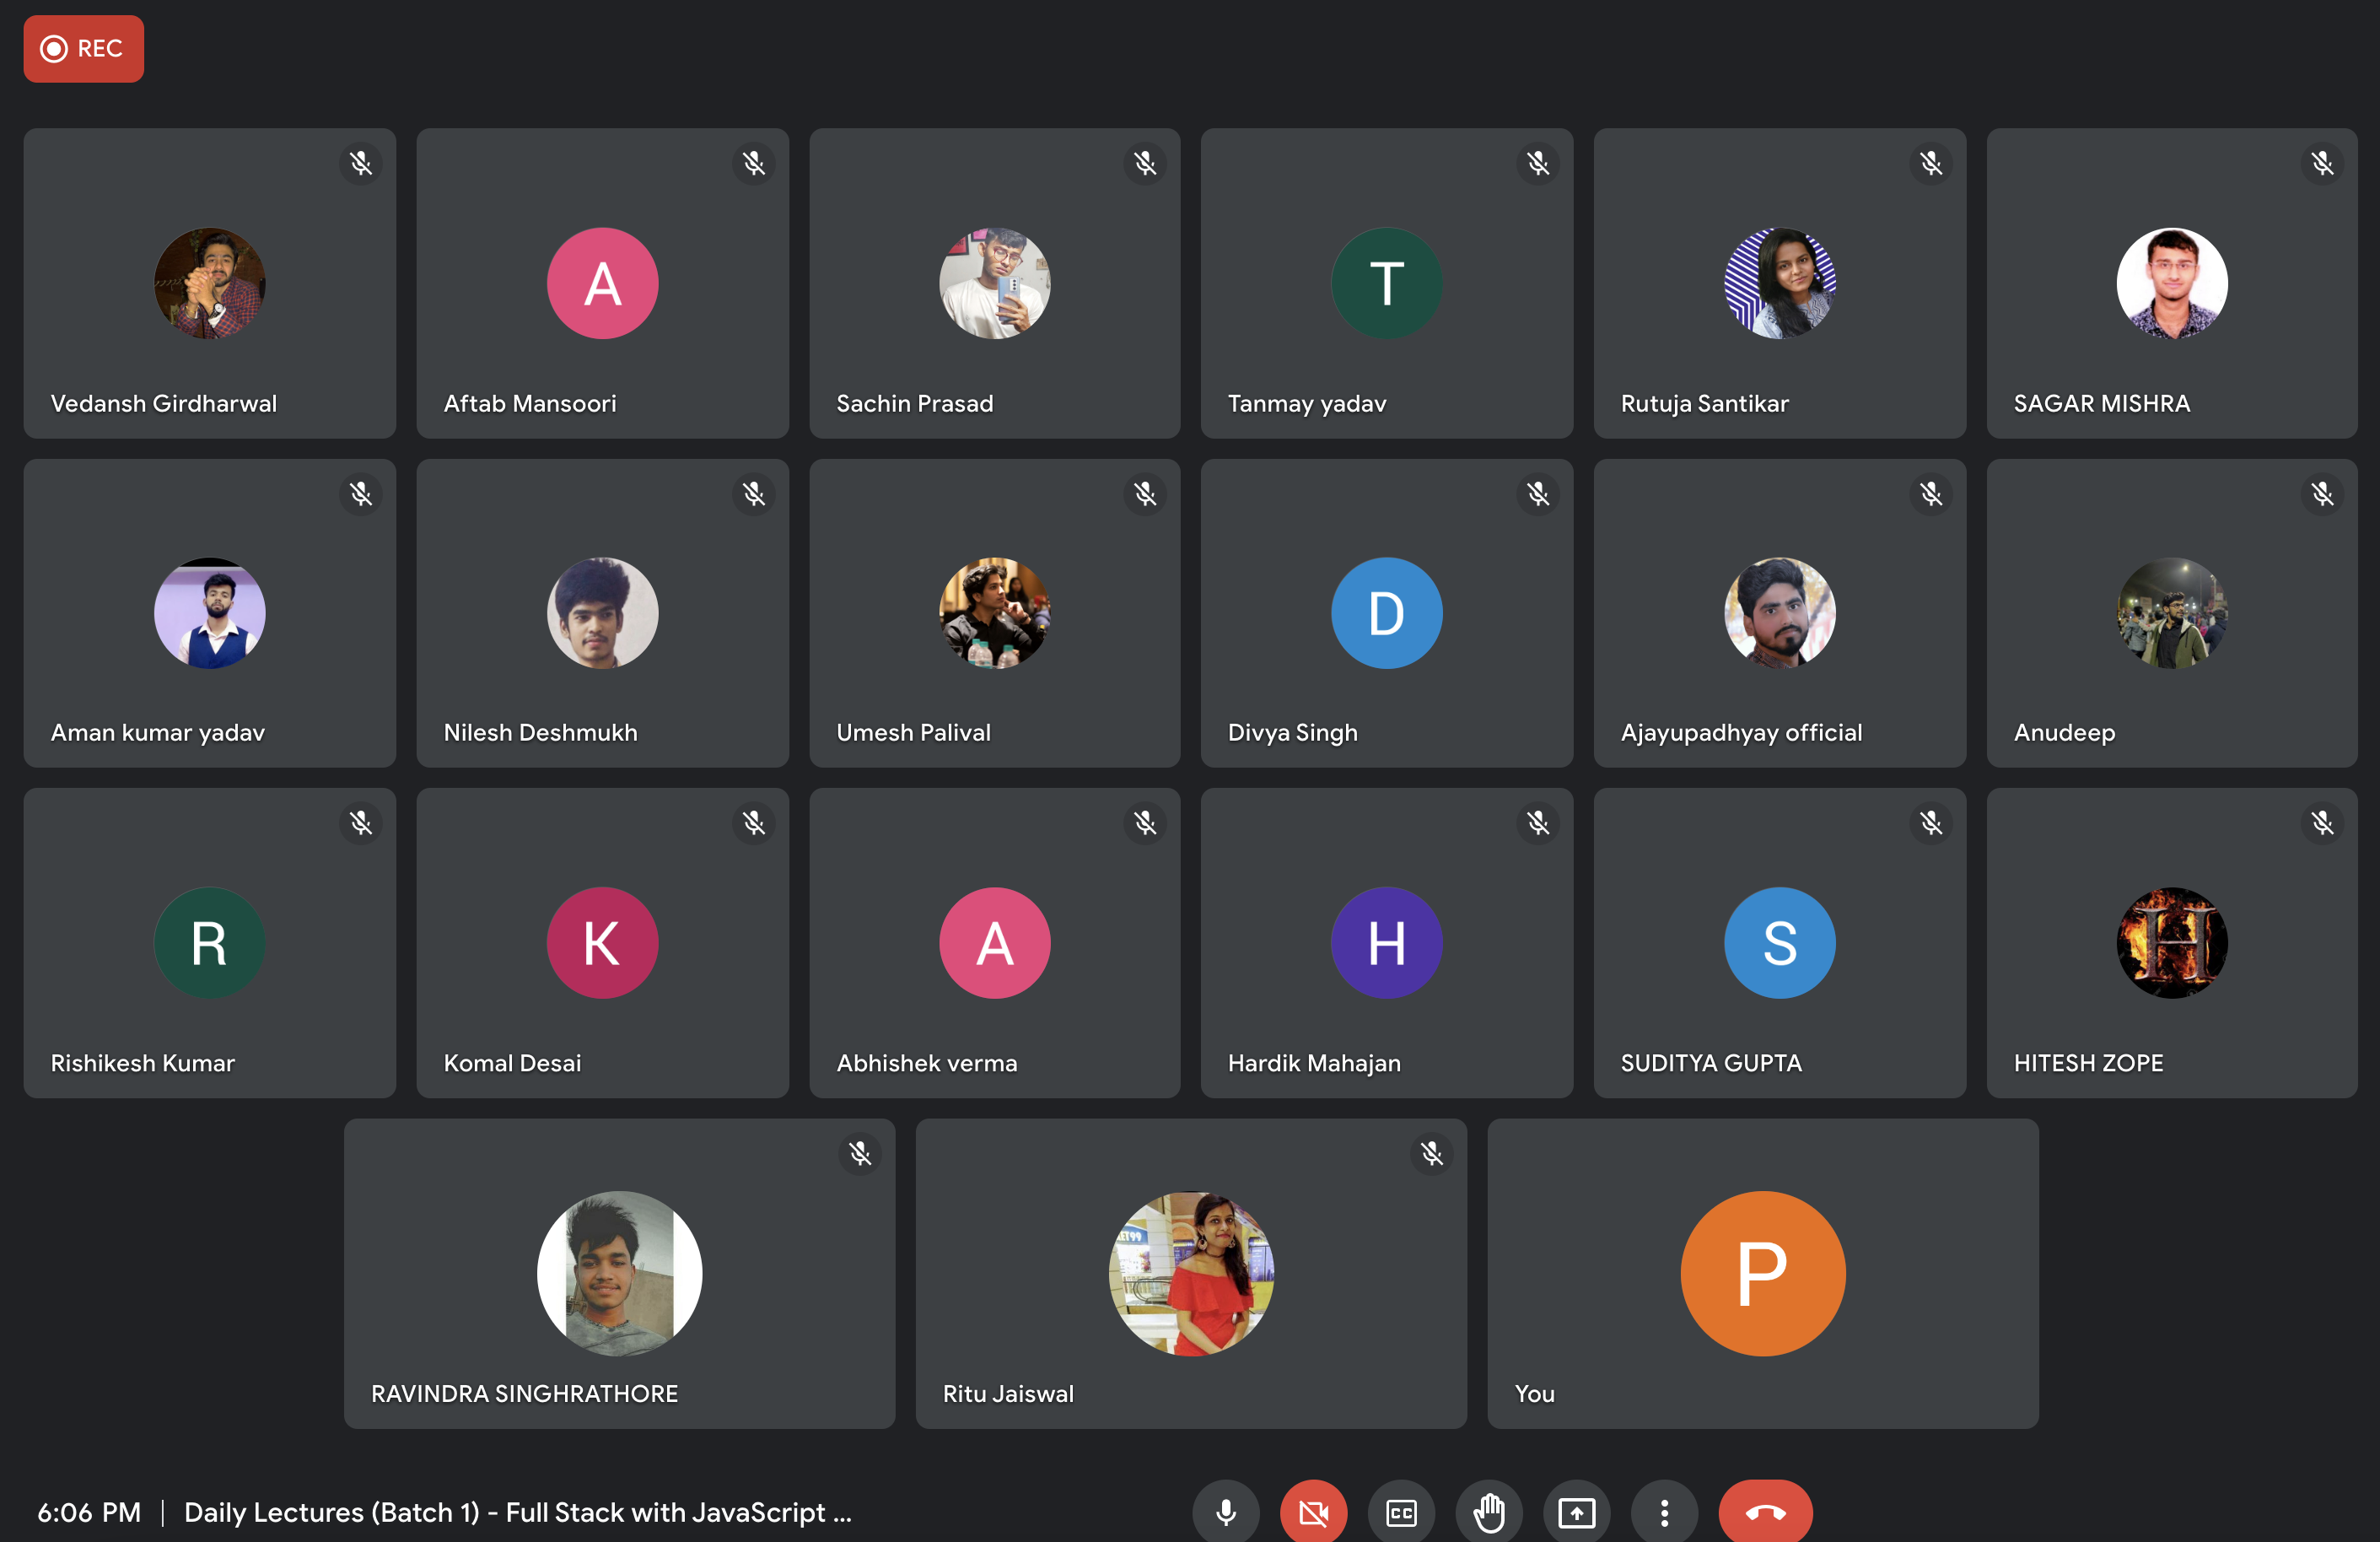 REC
Vedansh Girdharwal
A
Aftab Mansoori
Sachin Prasad
T
Tanmay yadav
Rutuja Santikar
SAGAR MISHRA
Aman kumar yadav
Nilesh Deshmukh
Umesh Palival
D
Divya Singh
Ajayupadhyay official
Anudeep
R
Rishikesh Kumar
K
Komal Desai
A
Abhishek verma
H
Hardik Mahajan
S
SUDITYA GUPTA
H
HITESH ZOPE
RAVINDRA SINGHRATHORE
ET99
Ritu Jaiswal
P
You
6:06 PM | Daily Lectures (Batch 1) - Full Stack with JavaScript ...
CC